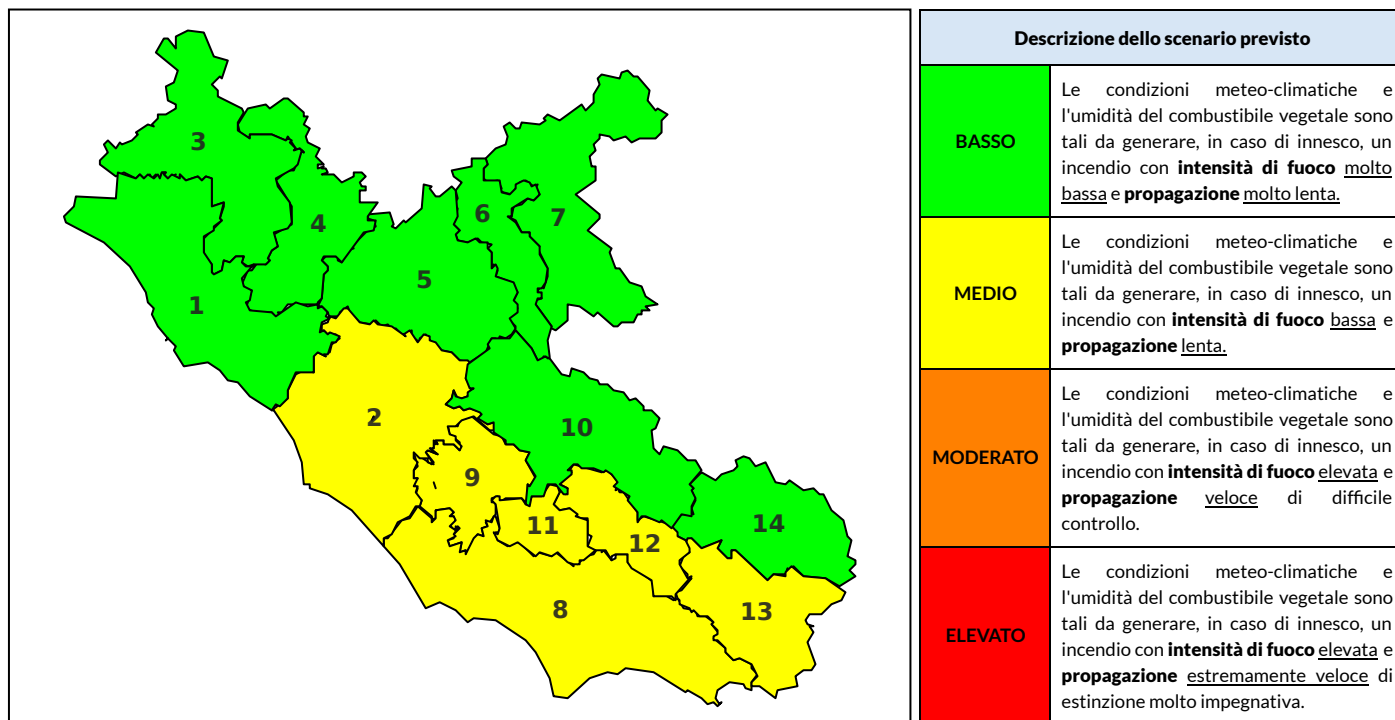 3
4
6
7
5
1
2
10
9
11
12
14
8
13
Descrizione dello scenario previsto
BASSO
Le condizioni meteo-climatiche e
l'umidità del combustibile vegetale sono
tali da generare, in caso di innesco, un
incendio con intensità di fuoco molto
bassa e propagazione molto lenta.
MEDIO
Le condizioni meteo-climatiche e
l'umidità del combustibile vegetale sono
tali da generare, in caso di innesco, un
incendio con intensità di fuoco bassa e
propagazione lenta.
MODERATO
Le condizioni meteo-climatiche e
l'umidità del combustibile vegetale sono
tali da generare, in caso di innesco, un
incendio con intensità di fuoco elevata e
propagazione veloce di difficile
controllo.
ELEVATO
Le condizioni meteo-climatiche e
l'umidità del combustibile vegetale sono
tali da generare, in caso di innesco, un
incendio con intensità di fuoco elevata e
propagazione estremamente veloce di
estinzione molto impegnativa.